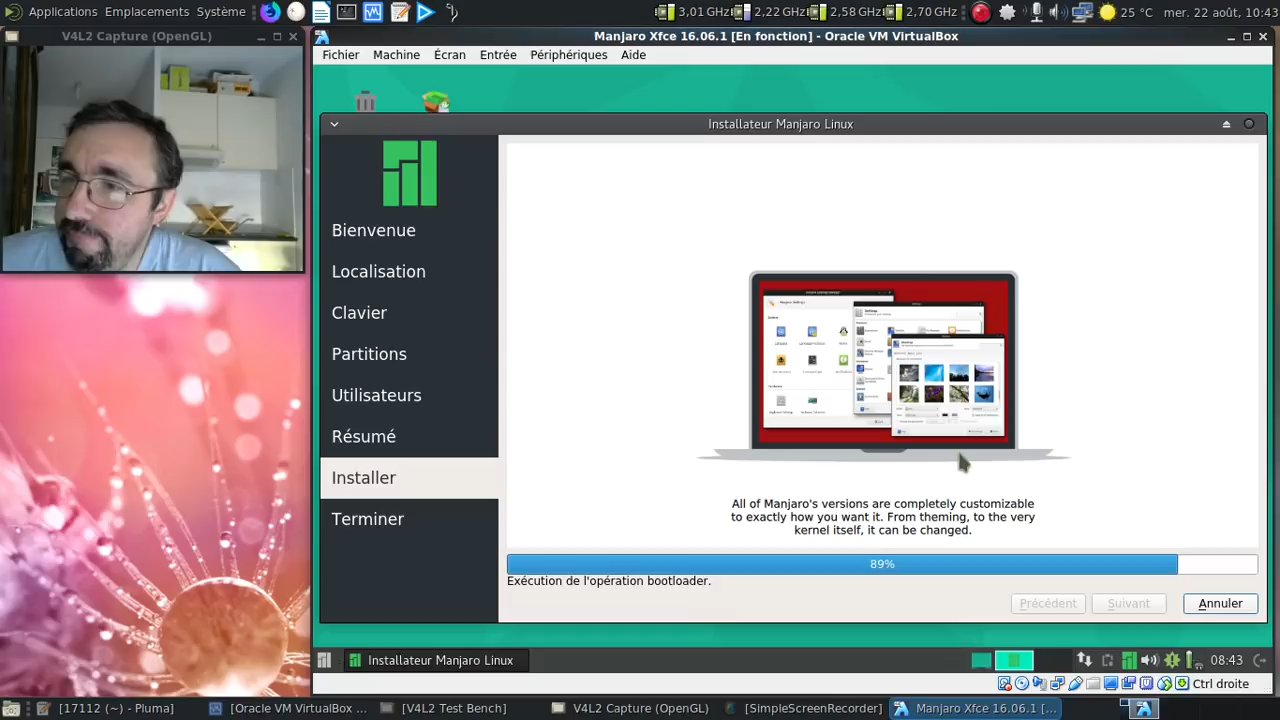 Applications Emplacements Système
3,01 GHz
2,58 GHz
2,70 GHz
25 °C
août, 10:43
V4L2 Capture (OpenGL)
Manjaro Xfce 16.06.1 [En fonction] - Oracle VM VirtualBox
Fichier Machine Écran Entrée Périphériques Aide
Installateur Manjaro Linux
Bienvenue
Localisation
Clavier
Partitions
Utilisateurs
Résumé
Installer
Terminer
All of Manjaro's versions are completely customizable
to exactly how you want it. From theming, to the very
kernel itself, it can be changed.
89%
Exécution de l'opération bootloader.
Précédent Suivant Annuler
Installateur Manjaro Linux
08:43
Ctrl droite
[17112 (~) - Pluma]
[Oracle VM VirtualBox ...
[V4L2 Test Bench]
V4L2 Capture (OpenGL)
[SimpleScreenRecorder]
Manjaro Xfce 16.06.1 [...